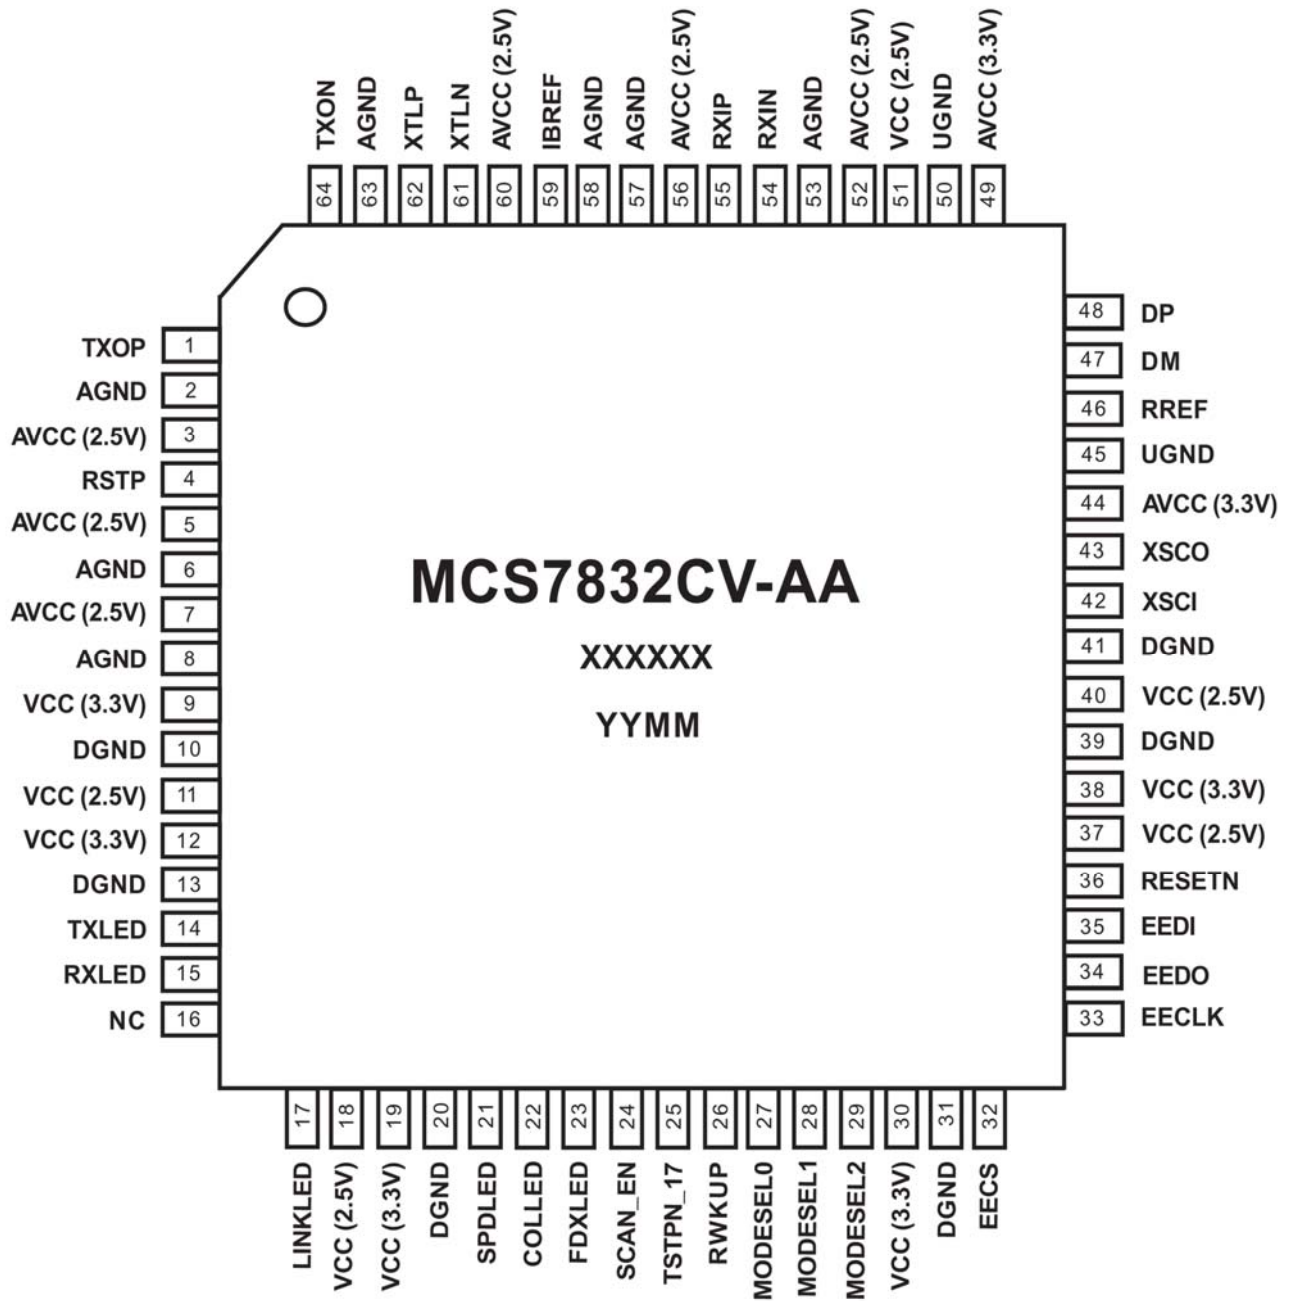 TXON
AGND
XTLP
XTLN
AVCC (2.5V)
IBREF
AGND
AGND
AVCC (2.5V)
RXIP
RXIN
AGND
AVCC (2.5V)
VCC (2.5V)
UGND
AVCC (3.3V)
64
63
62
61
60
59
58
57
56
55
54
53
52
51
50
49
TXOP 1
AGND 2
AVCC (2.5V) 3
RSTP 4
AVCC (2.5V) 5
AGND 6
AVCC (2.5V) 7
AGND 8
VCC (3.3V) 9
DGND 10
VCC (2.5V) 11
VCC (3.3V) 12
DGND 13
TXLED 14
RXLED 15
NC 16
MCS7832CV-AA
XXXXXX
YYMM
48 DP
47 DM
46 RREF
45 UGND
44 AVCC (3.3V)
43 XSCO
42 XSCI
41 DGND
40 VCC (2.5V)
39 DGND
38 VCC (3.3V)
37 VCC (2.5V)
36 RESETN
35 EEDI
34 EEDO
33 EECLK
17
18
19
20
21
22
23
24
25
26
27
28
29
30
31
32
LINKLED
VCC (2.5V)
VCC (3.3V)
DGND
SPDLED
COLLED
FDXLED
SCAN_EN
TSTPN_17
RWKUP
MODESEL0
MODESEL1
MODESEL2
VCC (3.3V)
DGND
EECS